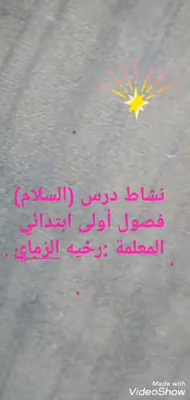 نشاط درس (السلام)
فصول أولى ابتدائي
المعلمة :رخيه الزماي
Made with
VideoShow